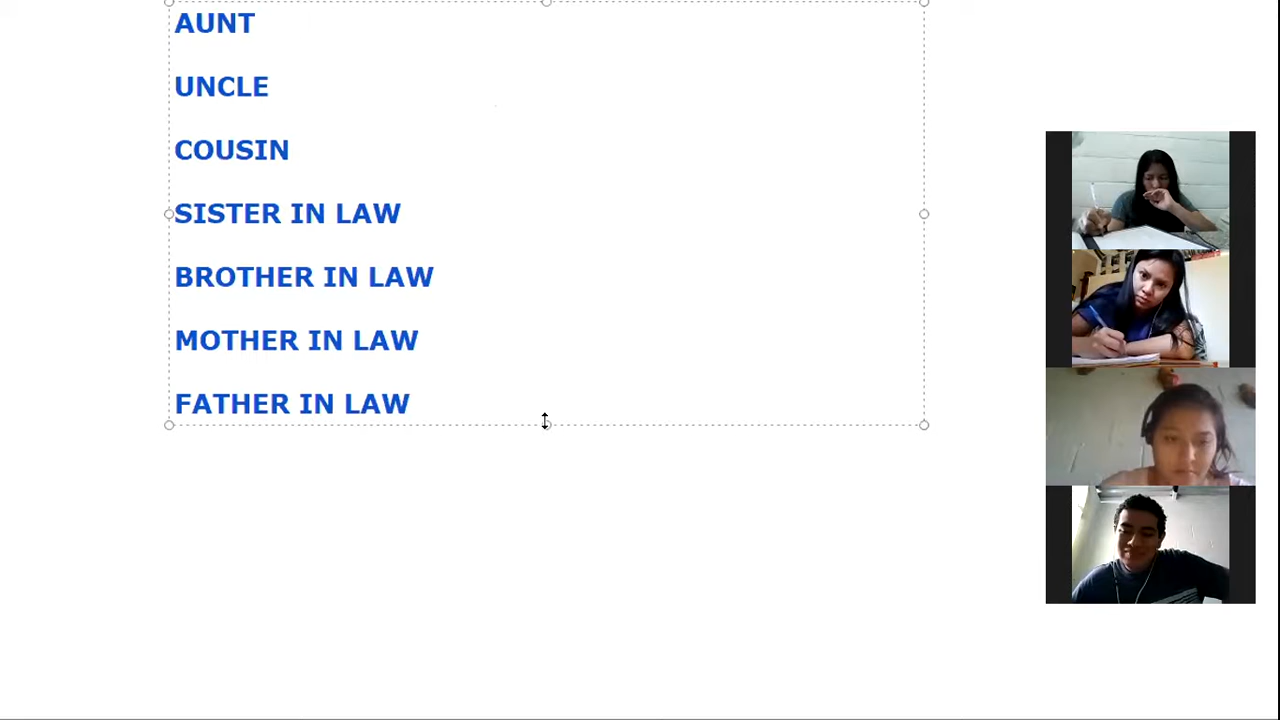 AUNT
UNCLE
COUSIN
SISTER IN LAW
BROTHER IN LAW
MOTHER IN LAW
FATHER IN LAW